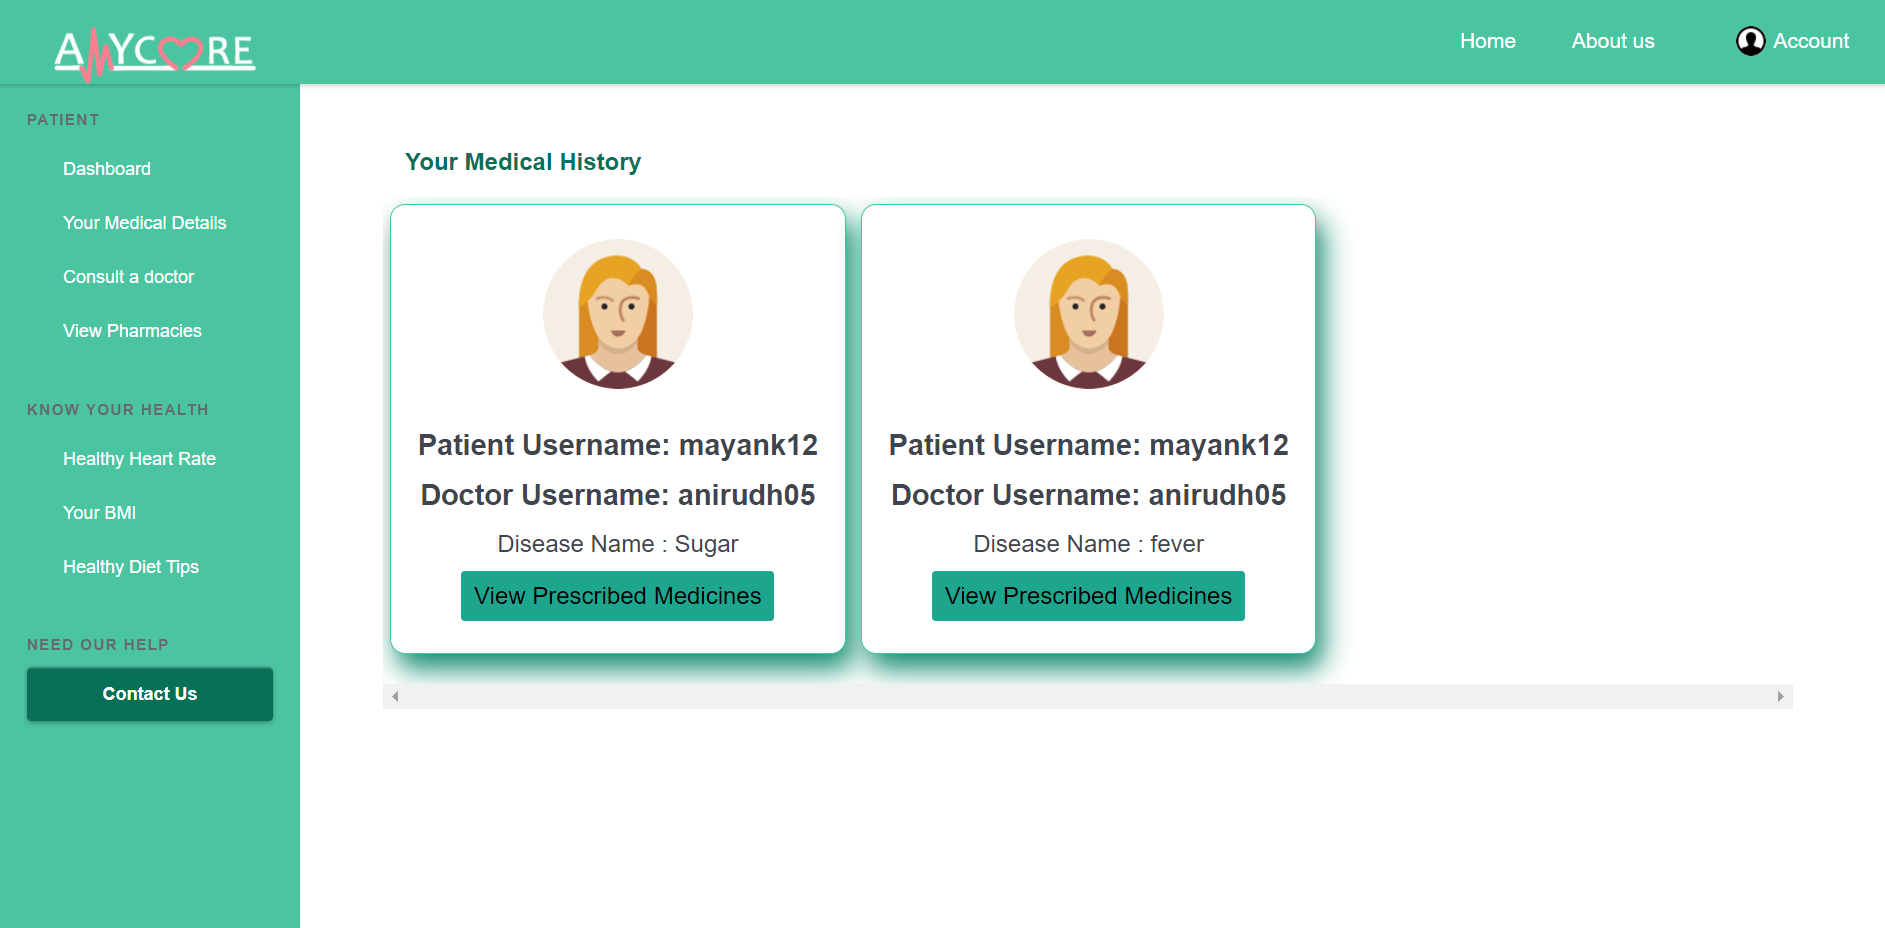 AMYCORE
Home
About us
Account
PATIENT
Dashboard
Your Medical Details
Consult a doctor
View Pharmacies
KNOW YOUR HEALTH
Healthy Heart Rate
Your BMI
Healthy Diet Tips
NEED OUR HELP
Contact Us
Your Medical History
Patient Username: mayank12
Doctor Username: anirudh05
Disease Name : Sugar
View Prescribed Medicines
Patient Username: mayank12
Doctor Username: anirudh05
Disease Name : fever
View Prescribed Medicines